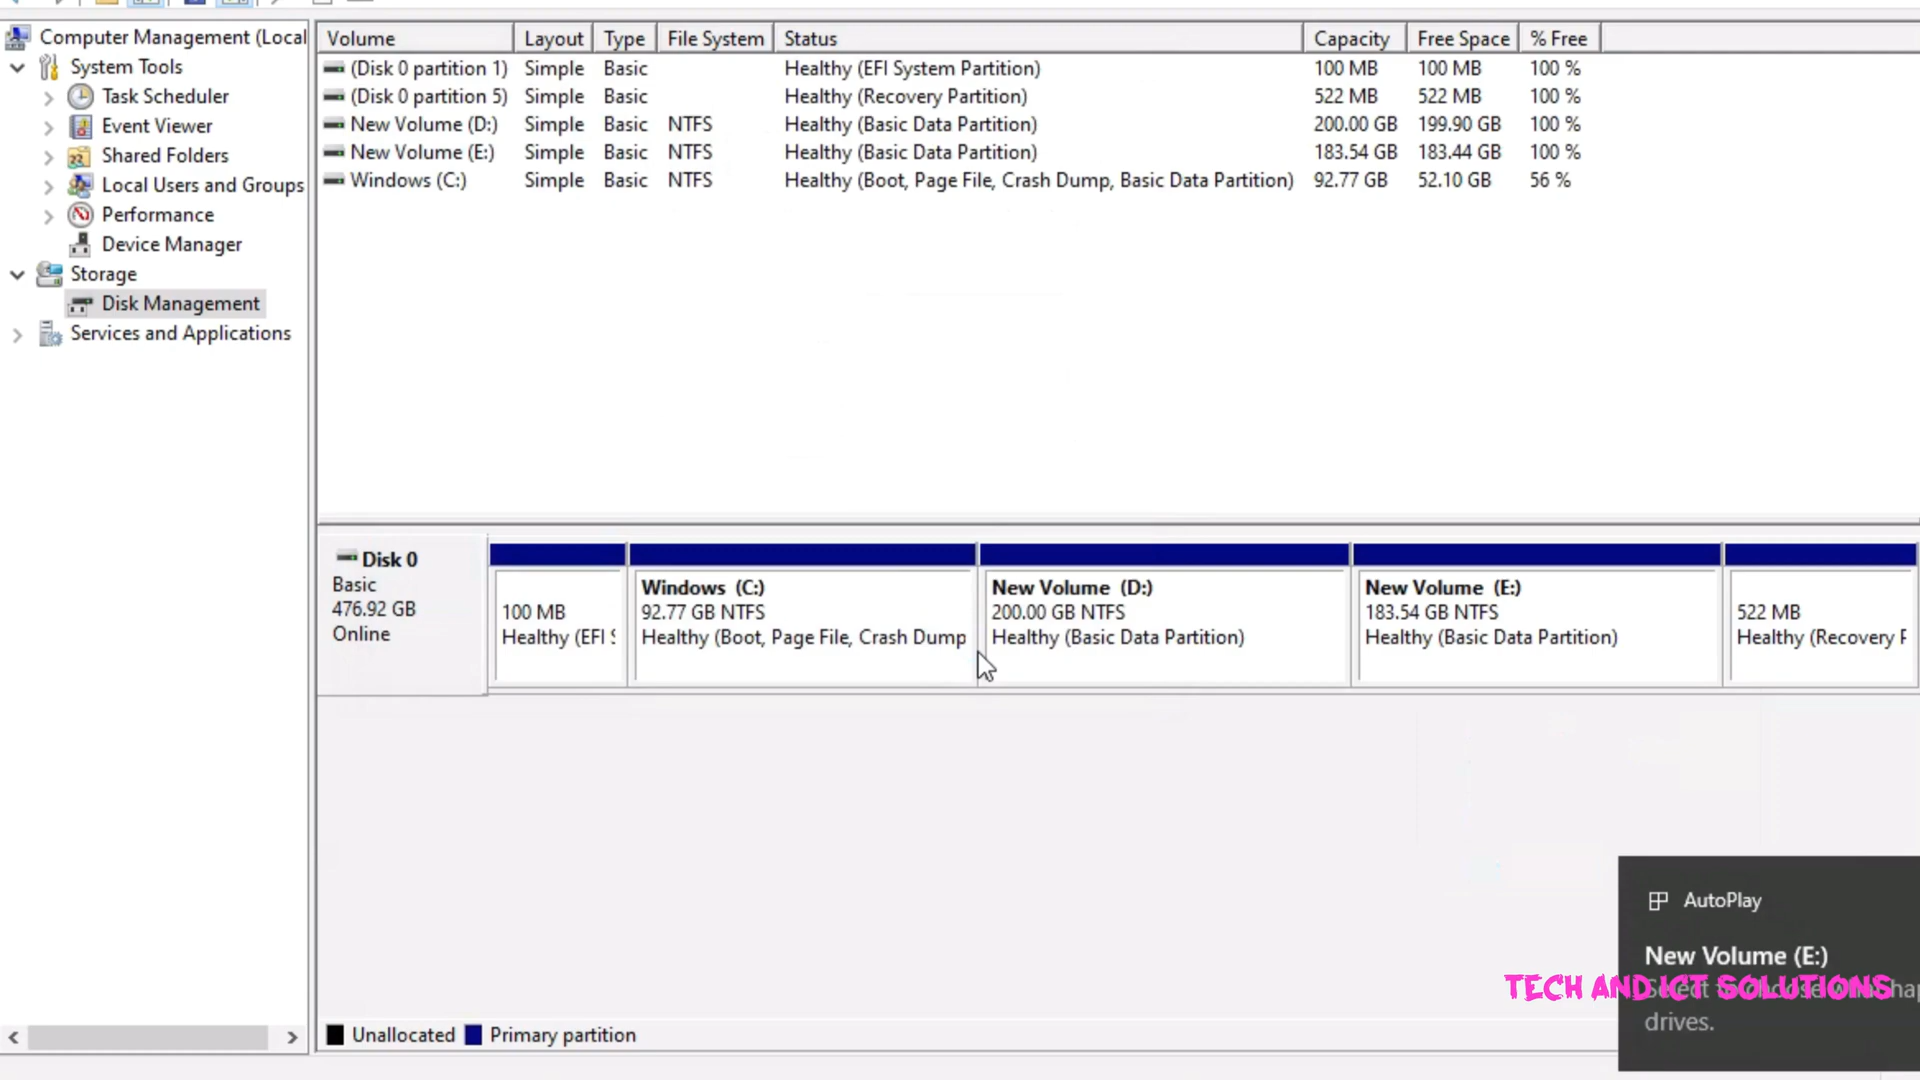 Computer Management (Local
System Tools
Task Scheduler
Event Viewer
Shared Folders
Local Users and Groups
Performance
Device Manager
Storage
Disk Management
Services and Applications
Volume Layout Type File System Status Capacity Free Space % Free
(Disk 0 partition 1) Simple Basic Healthy (EFI System Partition) 100 MB 100 MB 100 %
(Disk 0 partition 5) Simple Basic Healthy (Recovery Partition) 522 MB 522 MB 100 %
New Volume (D:) Simple Basic NTFS Healthy (Basic Data Partition) 200.00 GB 199.90 GB 100 %
New Volume (E:) Simple Basic NTFS Healthy (Basic Data Partition) 183.54 GB 183.44 GB 100 %
Windows (C:) Simple Basic NTFS Healthy (Boot, Page File, Crash Dump, Basic Data Partition) 92.77 GB 52.10 GB 56 %
Disk 0
Basic
476.92 GB
Online
100 MB
Healthy (EFI S
Windows (C:)
92.77 GB NTFS
Healthy (Boot, Page File, Crash Dump
New Volume (D:)
200.00 GB NTFS
Healthy (Basic Data Partition)
New Volume (E:)
183.54 GB NTFS
Healthy (Basic Data Partition)
522 MB
Healthy (Recovery P
AutoPlay
New Volume (E:)
TECH AND ICT SOLUTIONS
Select
drives.
Unallocated Primary partition